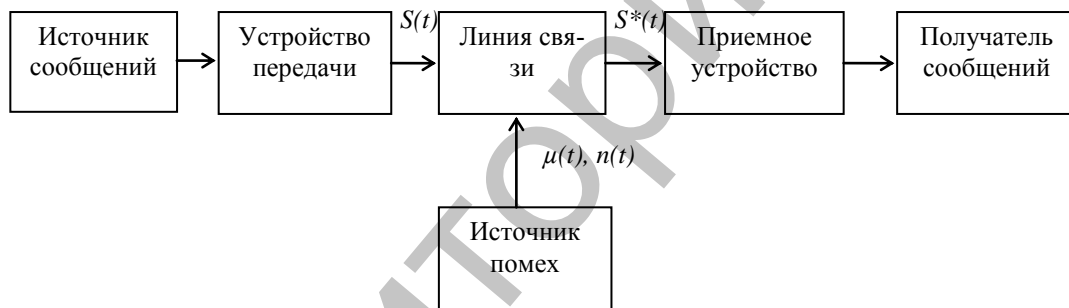 S(t)
S*(t)
Источник
сообщений
Устройство
передачи
Линия свя-
зи
Приемное
устройство
Получатель
сообщений
μ(t), n(t)
Источник
помех